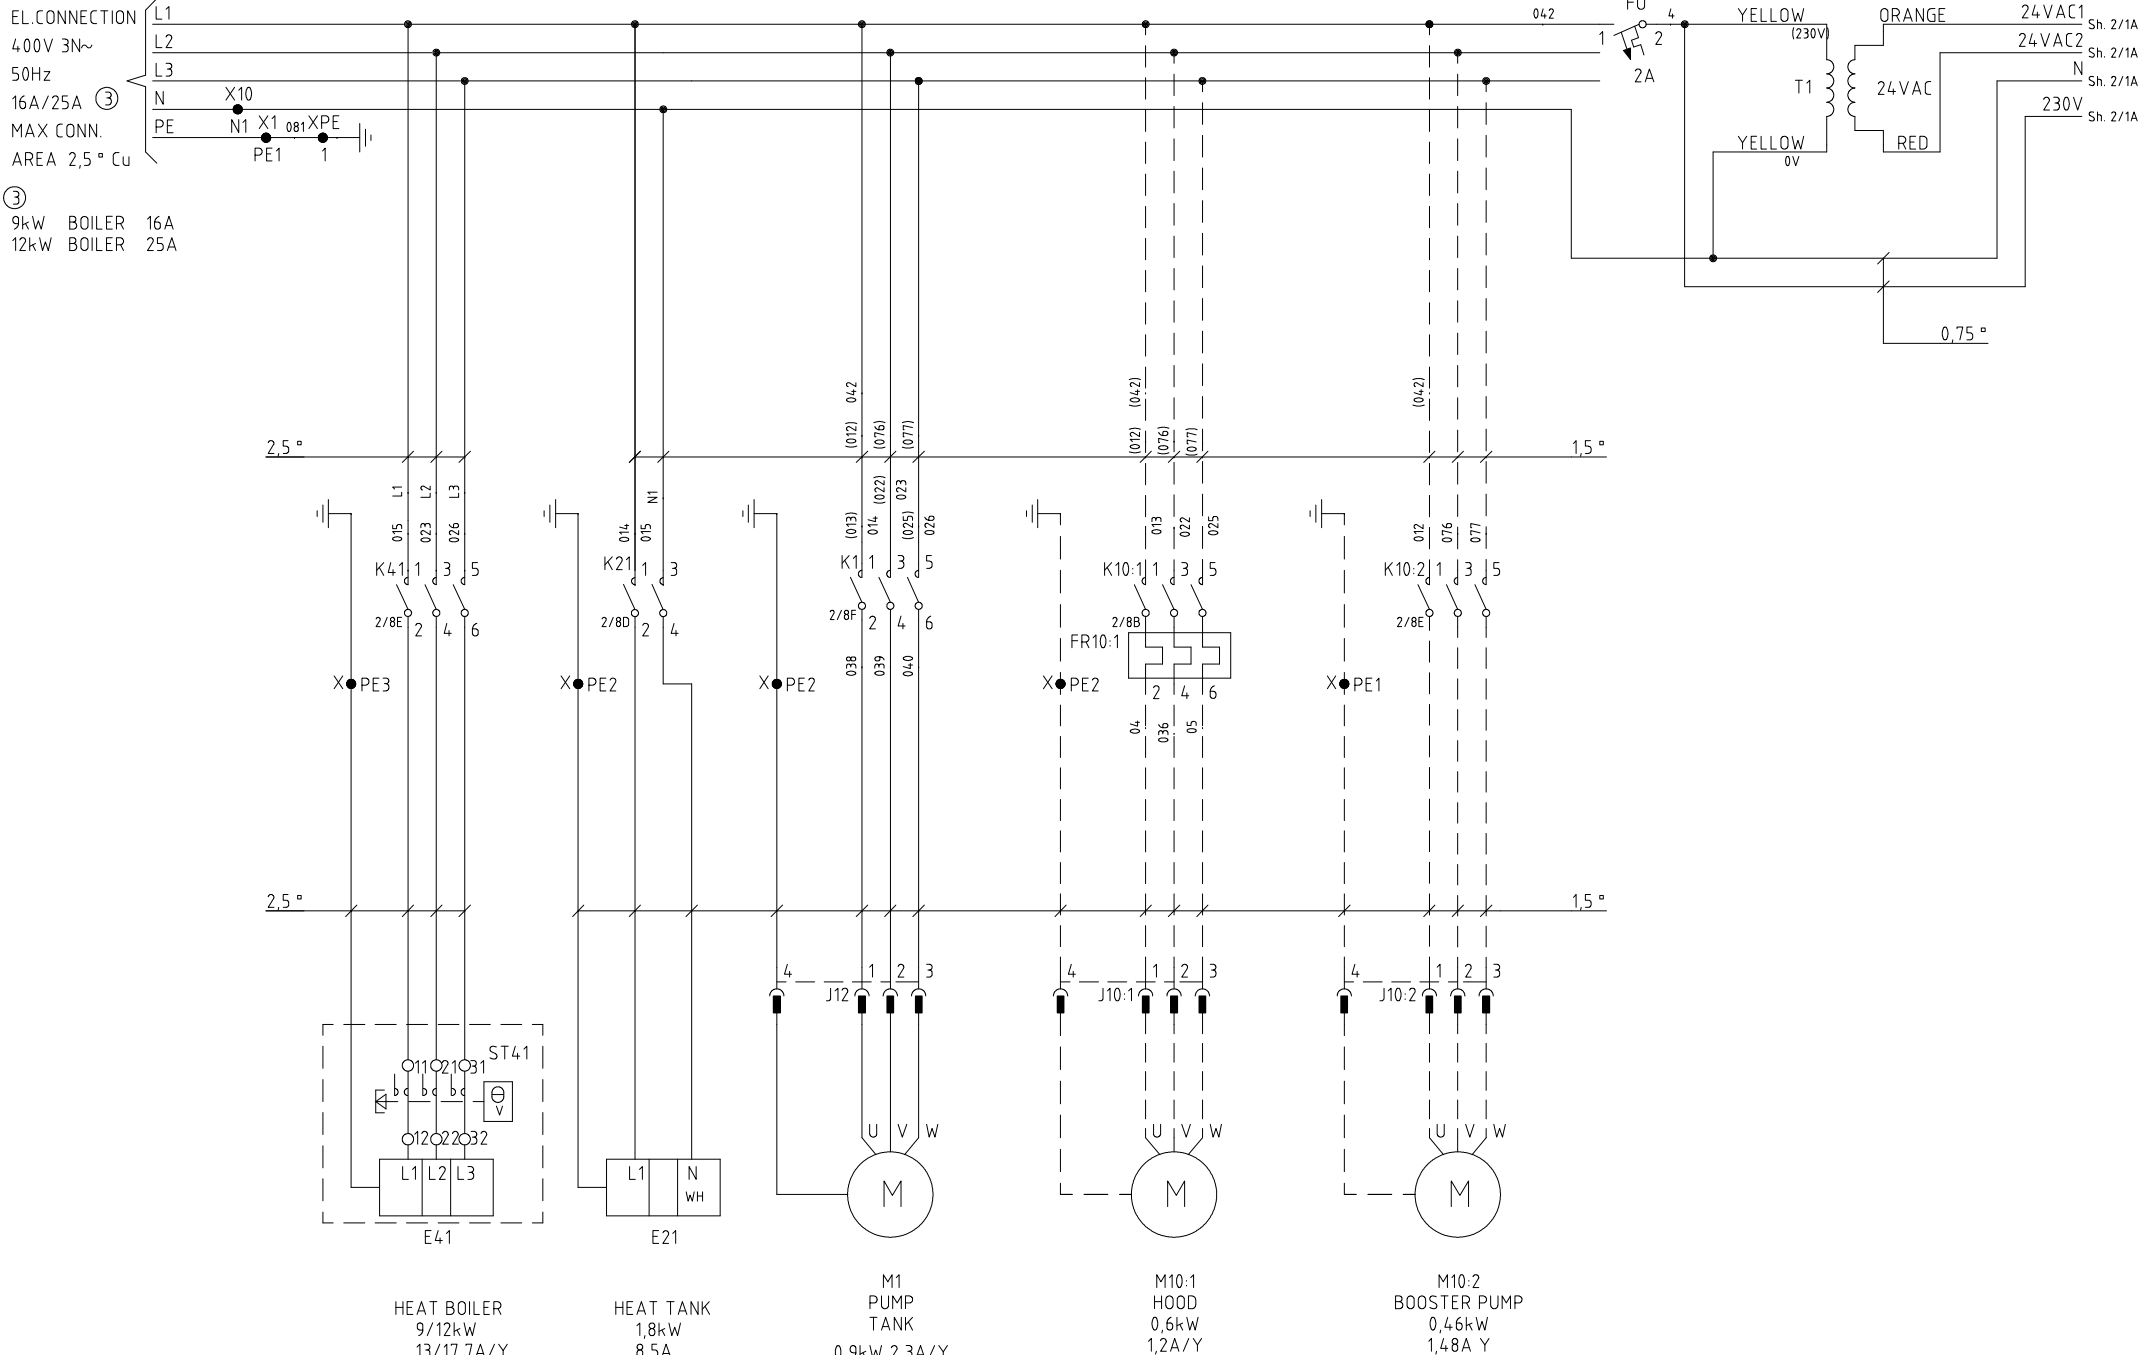 EL.CONNECTION
400V 3N~
50Hz
16A/25A ③
MAX CONN.
AREA 2,5 ▫ Cu
③
9kW BOILER 16A
12kW BOILER 25A
L1
L2
L3
N
PE
X10
N1
X1
PE1
081
XPE
1
042
1
2
4
2A
YELLOW
(230V)
YELLOW
0V
T1
24VAC
ORANGE
RED
24VAC1
Sh. 2/1A
24VAC2
Sh. 2/1A
N
Sh. 2/1A
230V
Sh. 2/1A
0,75 ▫
2,5 ▫
1,5 ▫
042
(012) (076) (077)
(042)
(012) (076) (077)
(042)
L1 L2 L3
015 023 026
N1
014 015
(022) 023
(013) 014 (025) 026
013 022 025
012 076 077
K41 1 3 5
2/8E 2 4 6
K21 1 3
2/8D 2 4
K1 1 3 5
2/8F 2 4 6
K10:1 1 3 5
2/8B
FR10:1
2 4 6
K10:2 1 3 5
2/8E
038 039 040
04 036 05
X PE3
X PE2
X PE2
X PE2
X PE1
2,5 ▫
1,5 ▫
4 1 2 3
J12
4 1 2 3
J10:1
4 1 2 3
J10:2
ST41
11 21 31
12 22 32
θ
V
L1 L2 L3
E41
L1 N
WH
E21
U V W
M
U V W
M
U V W
M
HEAT BOILER
9/12kW
13/17,7A/Y
HEAT TANK
1,8kW
8,5A
M1
PUMP
TANK
0,9kW 2,3A/Y
M10:1
HOOD
0,6kW
1,2A/Y
M10:2
BOOSTER PUMP
0,46kW
1,48A Y